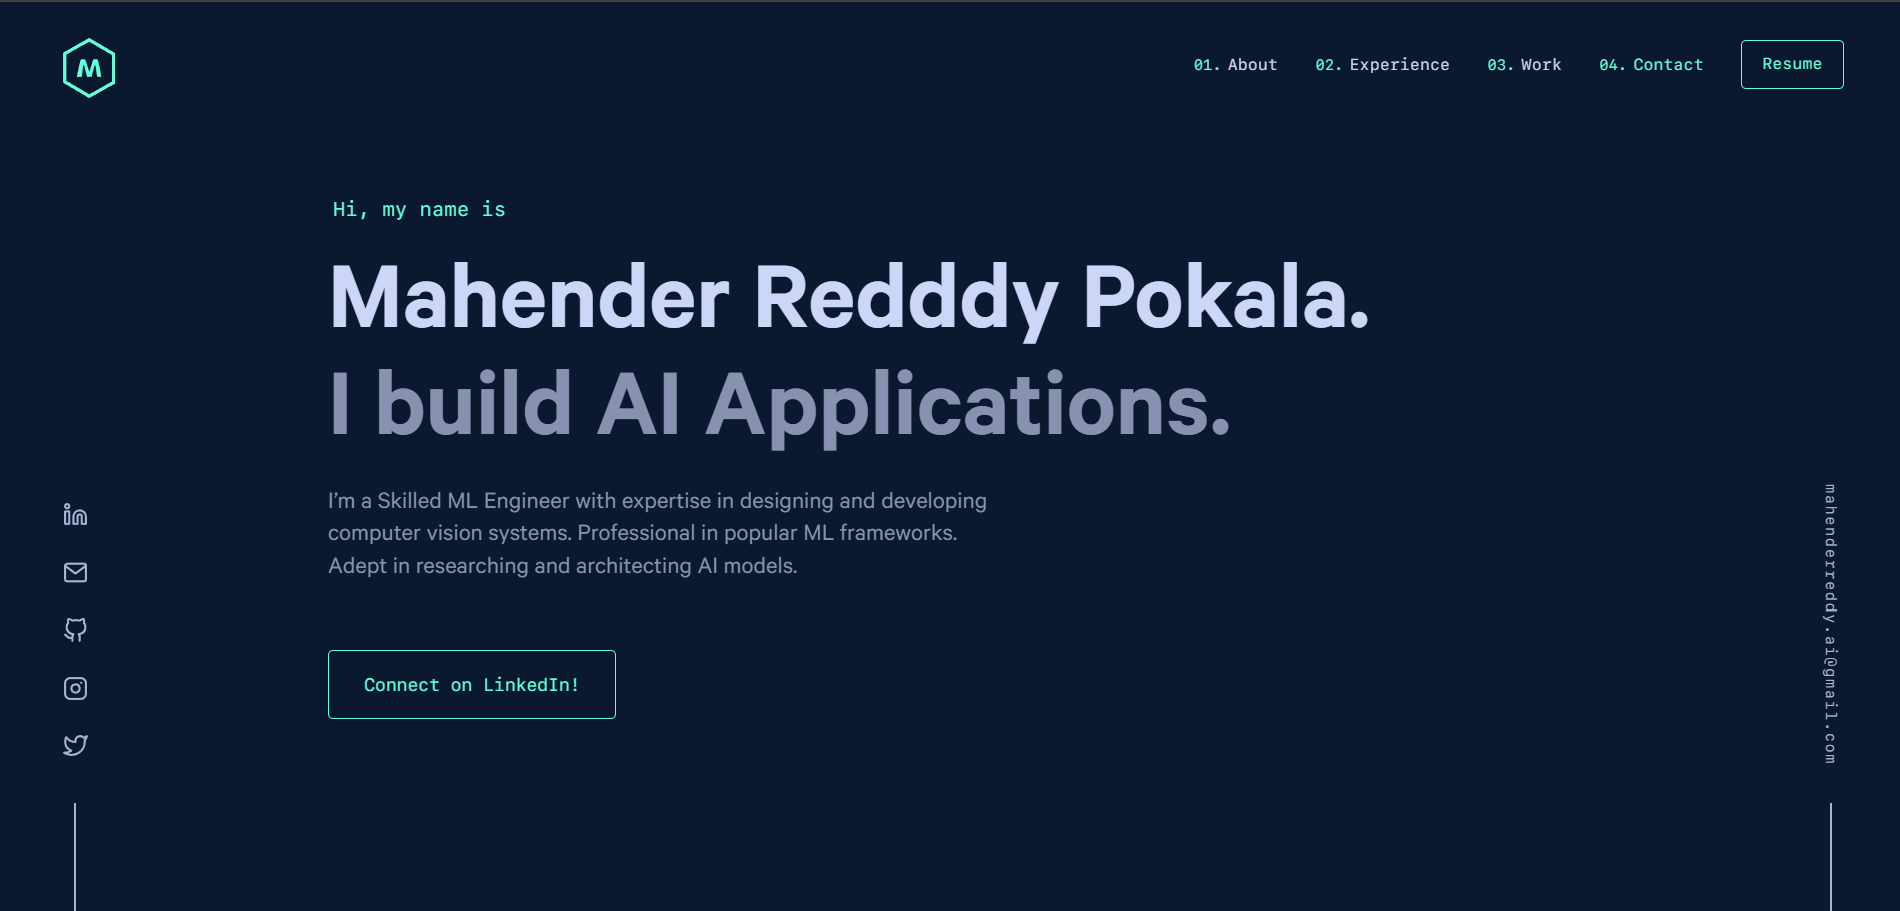 M
01. About 02. Experience 03. Work 04. Contact Resume
Hi, my name is
Mahender Redddy Pokala.
I build AI Applications.
I’m a Skilled ML Engineer with expertise in designing and developing
computer vision systems. Professional in popular ML frameworks.
Adept in researching and architecting AI models.
Connect on LinkedIn!
mahenderreddy.ai@gmail.com